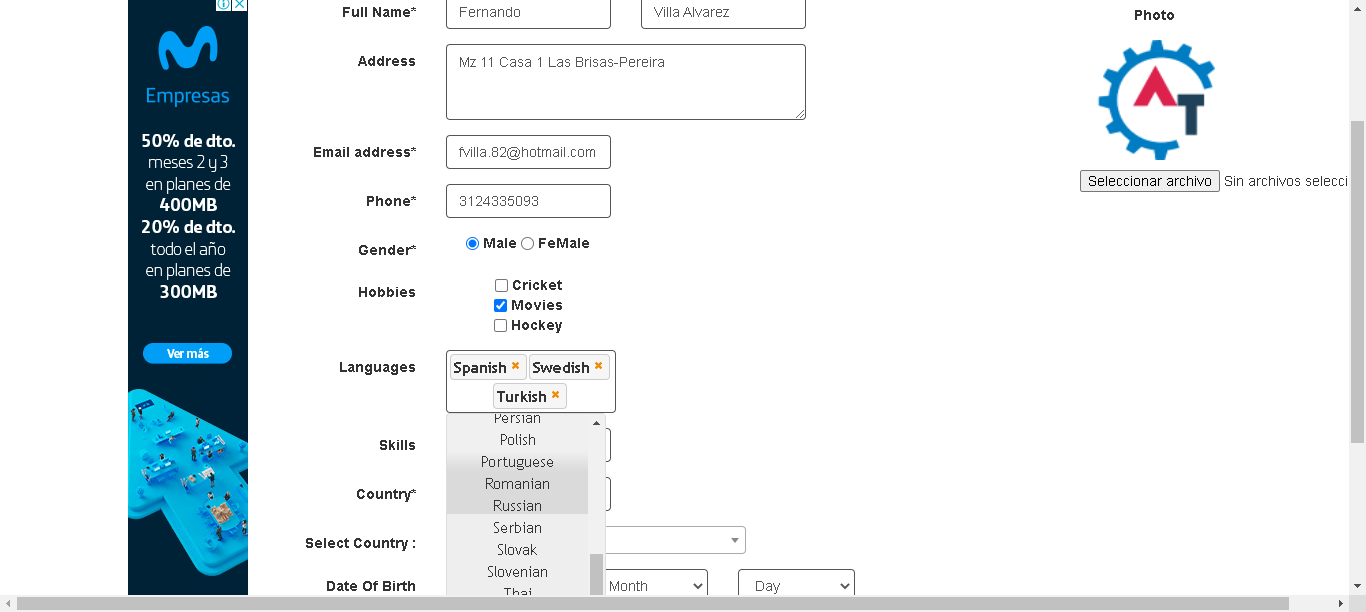 Full Name*
Fernando
Villa Alvarez
Photo
Address
Mz 11 Casa 1 Las Brisas-Pereira
Empresas
AT
50% de dto.
meses 2 y 3
en planes de
400MB
20% de dto.
todo el año
en planes de
300MB
Ver más
Email address*
fvilla.82@hotmail.com
Seleccionar archivo
Sin archivos selecci
Phone*
3124335093
Gender*
Male
FeMale
Hobbies
Cricket
Movies
Hockey
Languages
Spanish
Swedish
Turkish
Persian
Polish
Portuguese
Romanian
Russian
Serbian
Slovak
Slovenian
Thai
Skills
Country*
Select Country :
Date Of Birth
Month
Day